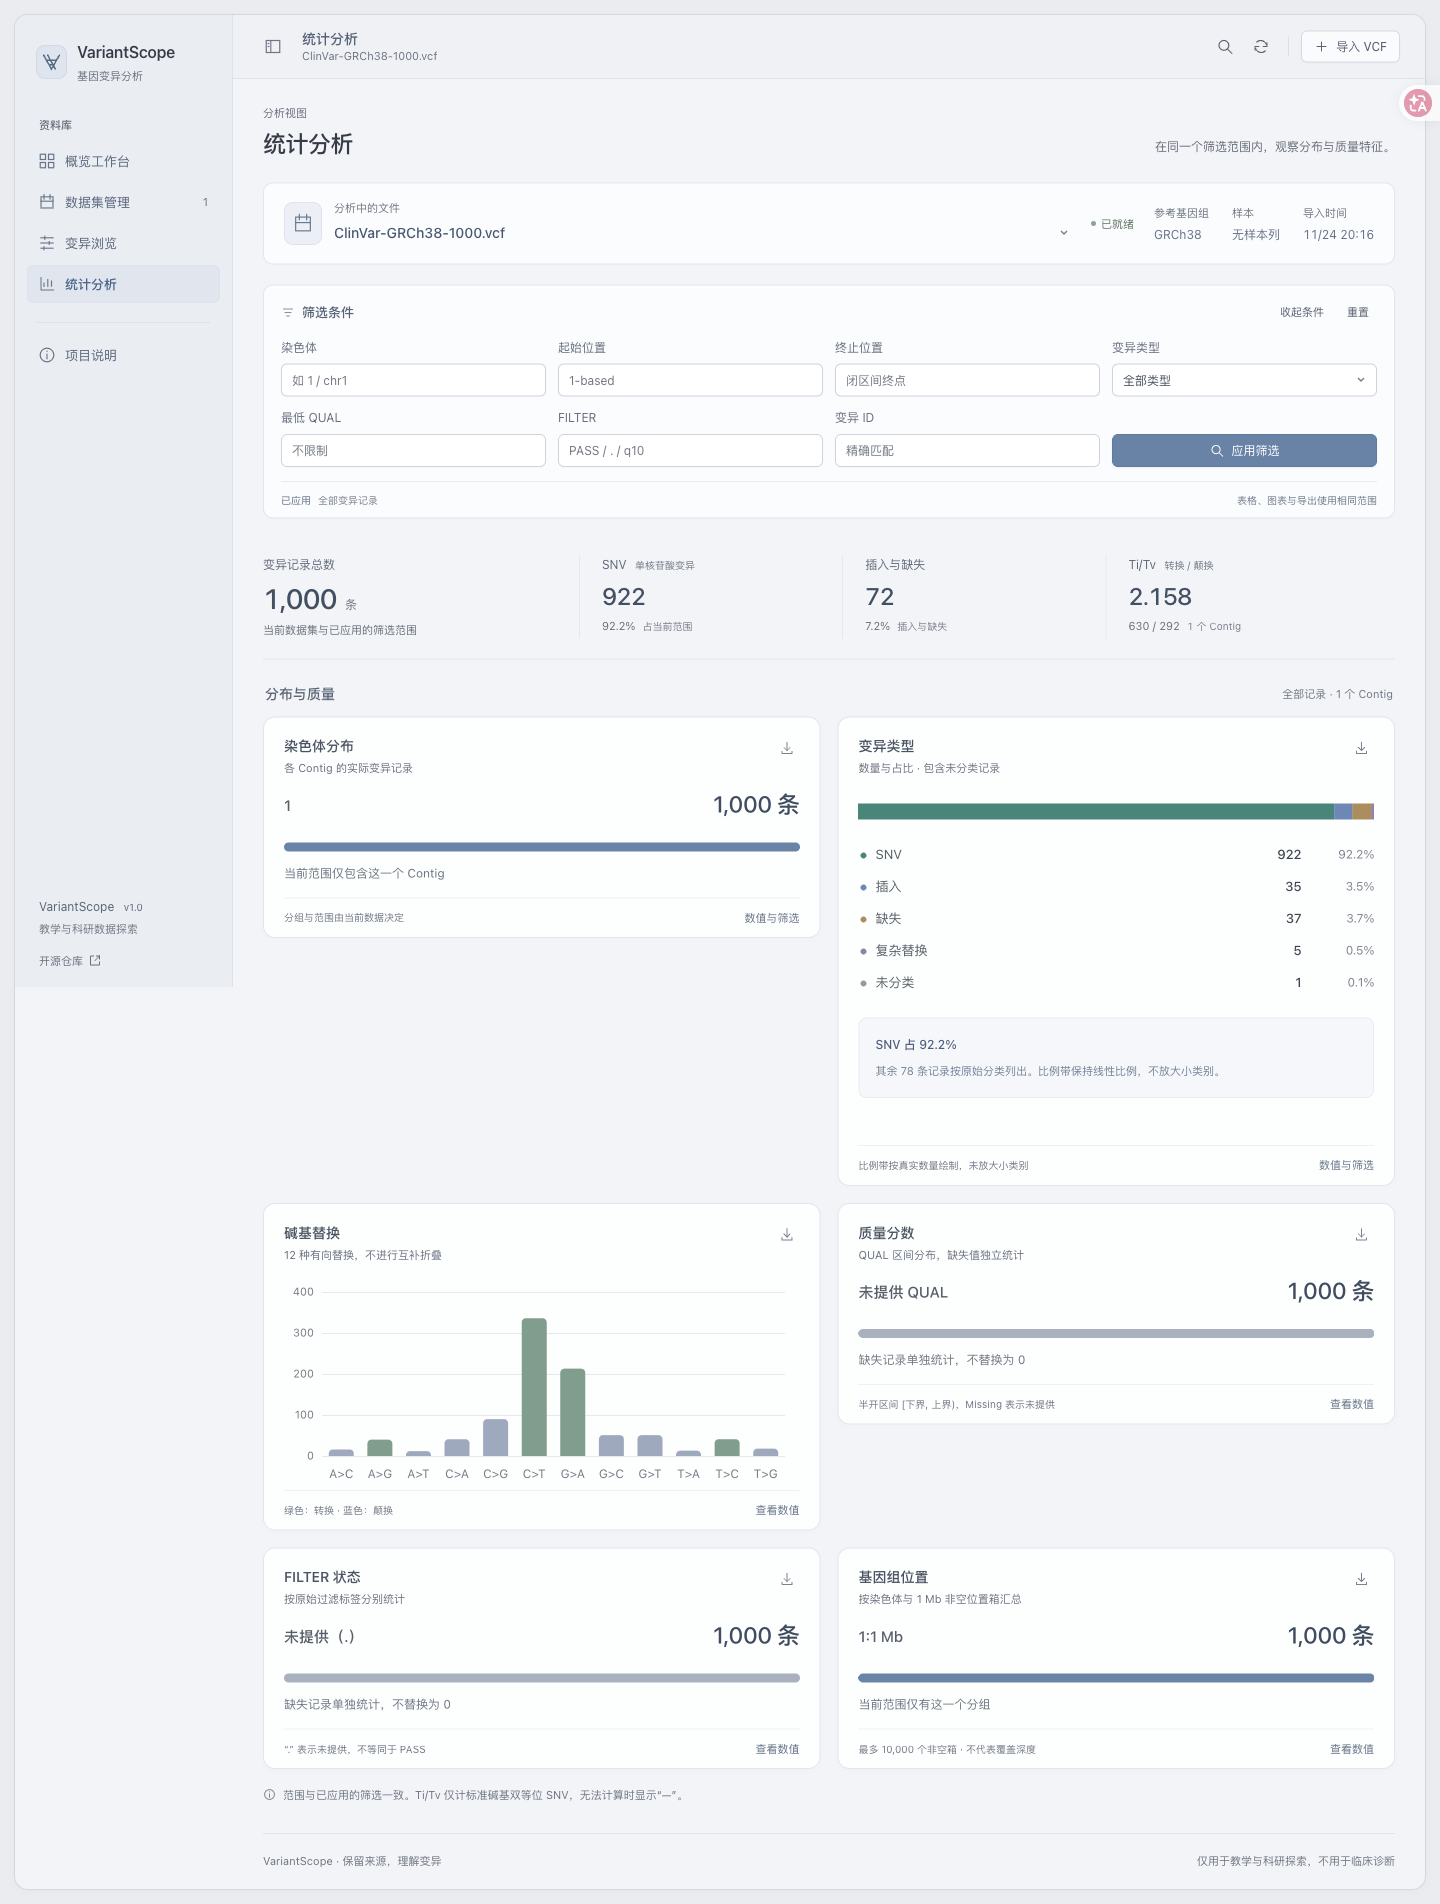 VariantScope
基因变异分析
资料库
概览工作台
数据集管理 1
变异浏览
统计分析
项目说明
VariantScope v1.0
教学与科研数据探索
开源仓库
统计分析
ClinVar-GRCh38-1000.vcf
导入 VCF
分析视图
统计分析
在同一个筛选范围内，观察分布与质量特征。
分析中的文件
ClinVar-GRCh38-1000.vcf
已就绪
参考基因组 样本 导入时间
GRCh38 无样本列 11/24 20:16
筛选条件
收起条件 重置
染色体 起始位置 终止位置 变异类型
如 1 / chr1 1-based 闭区间终点 全部类型
最低 QUAL FILTER 变异 ID
不限制 PASS / . / q10 精确匹配 应用筛选
已应用 全部变异记录
表格、图表与导出使用相同范围
变异记录总数
1,000 条
当前数据集与已应用的筛选范围
SNV 单核苷酸变异
922
92.2% 占当前范围
插入与缺失
72
7.2% 插入与缺失
Ti/Tv 转换 / 颠换
2.158
630 / 292 1 个 Contig
分布与质量
全部记录 · 1 个 Contig
染色体分布
各 Contig 的实际变异记录
1 1,000 条
当前范围仅包含这一个 Contig
分组与范围由当前数据决定 数值与筛选
变异类型
数量与占比 · 包含未分类记录
SNV 922 92.2%
插入 35 3.5%
缺失 37 3.7%
复杂替换 5 0.5%
未分类 1 0.1%
SNV 占 92.2%
其余 78 条记录按原始分类列出。比例带保持线性比例，不放大小类别。
比例带按真实数量绘制，未放大小类别 数值与筛选
碱基替换
12 种有向替换，不进行互补折叠
400
300
200
100
0
A>C A>G A>T C>A C>G C>T G>A G>C G>T T>A T>C T>G
绿色：转换 · 蓝色：颠换 查看数值
质量分数
QUAL 区间分布，缺失值独立统计
未提供 QUAL 1,000 条
缺失记录单独统计，不替换为 0
半开区间 [下界, 上界)，Missing 表示未提供 查看数值
FILTER 状态
按原始过滤标签分别统计
未提供（.） 1,000 条
缺失记录单独统计，不替换为 0
“.” 表示未提供，不等同于 PASS 查看数值
基因组位置
按染色体与 1 Mb 非空位置箱汇总
1:1 Mb 1,000 条
当前范围仅有这一个分组
最多 10,000 个非空箱 · 不代表覆盖深度 查看数值
范围与已应用的筛选一致。Ti/Tv 仅计标准碱基双等位 SNV，无法计算时显示“—”。
VariantScope · 保留来源，理解变异
仅用于教学与科研探索，不用于临床诊断